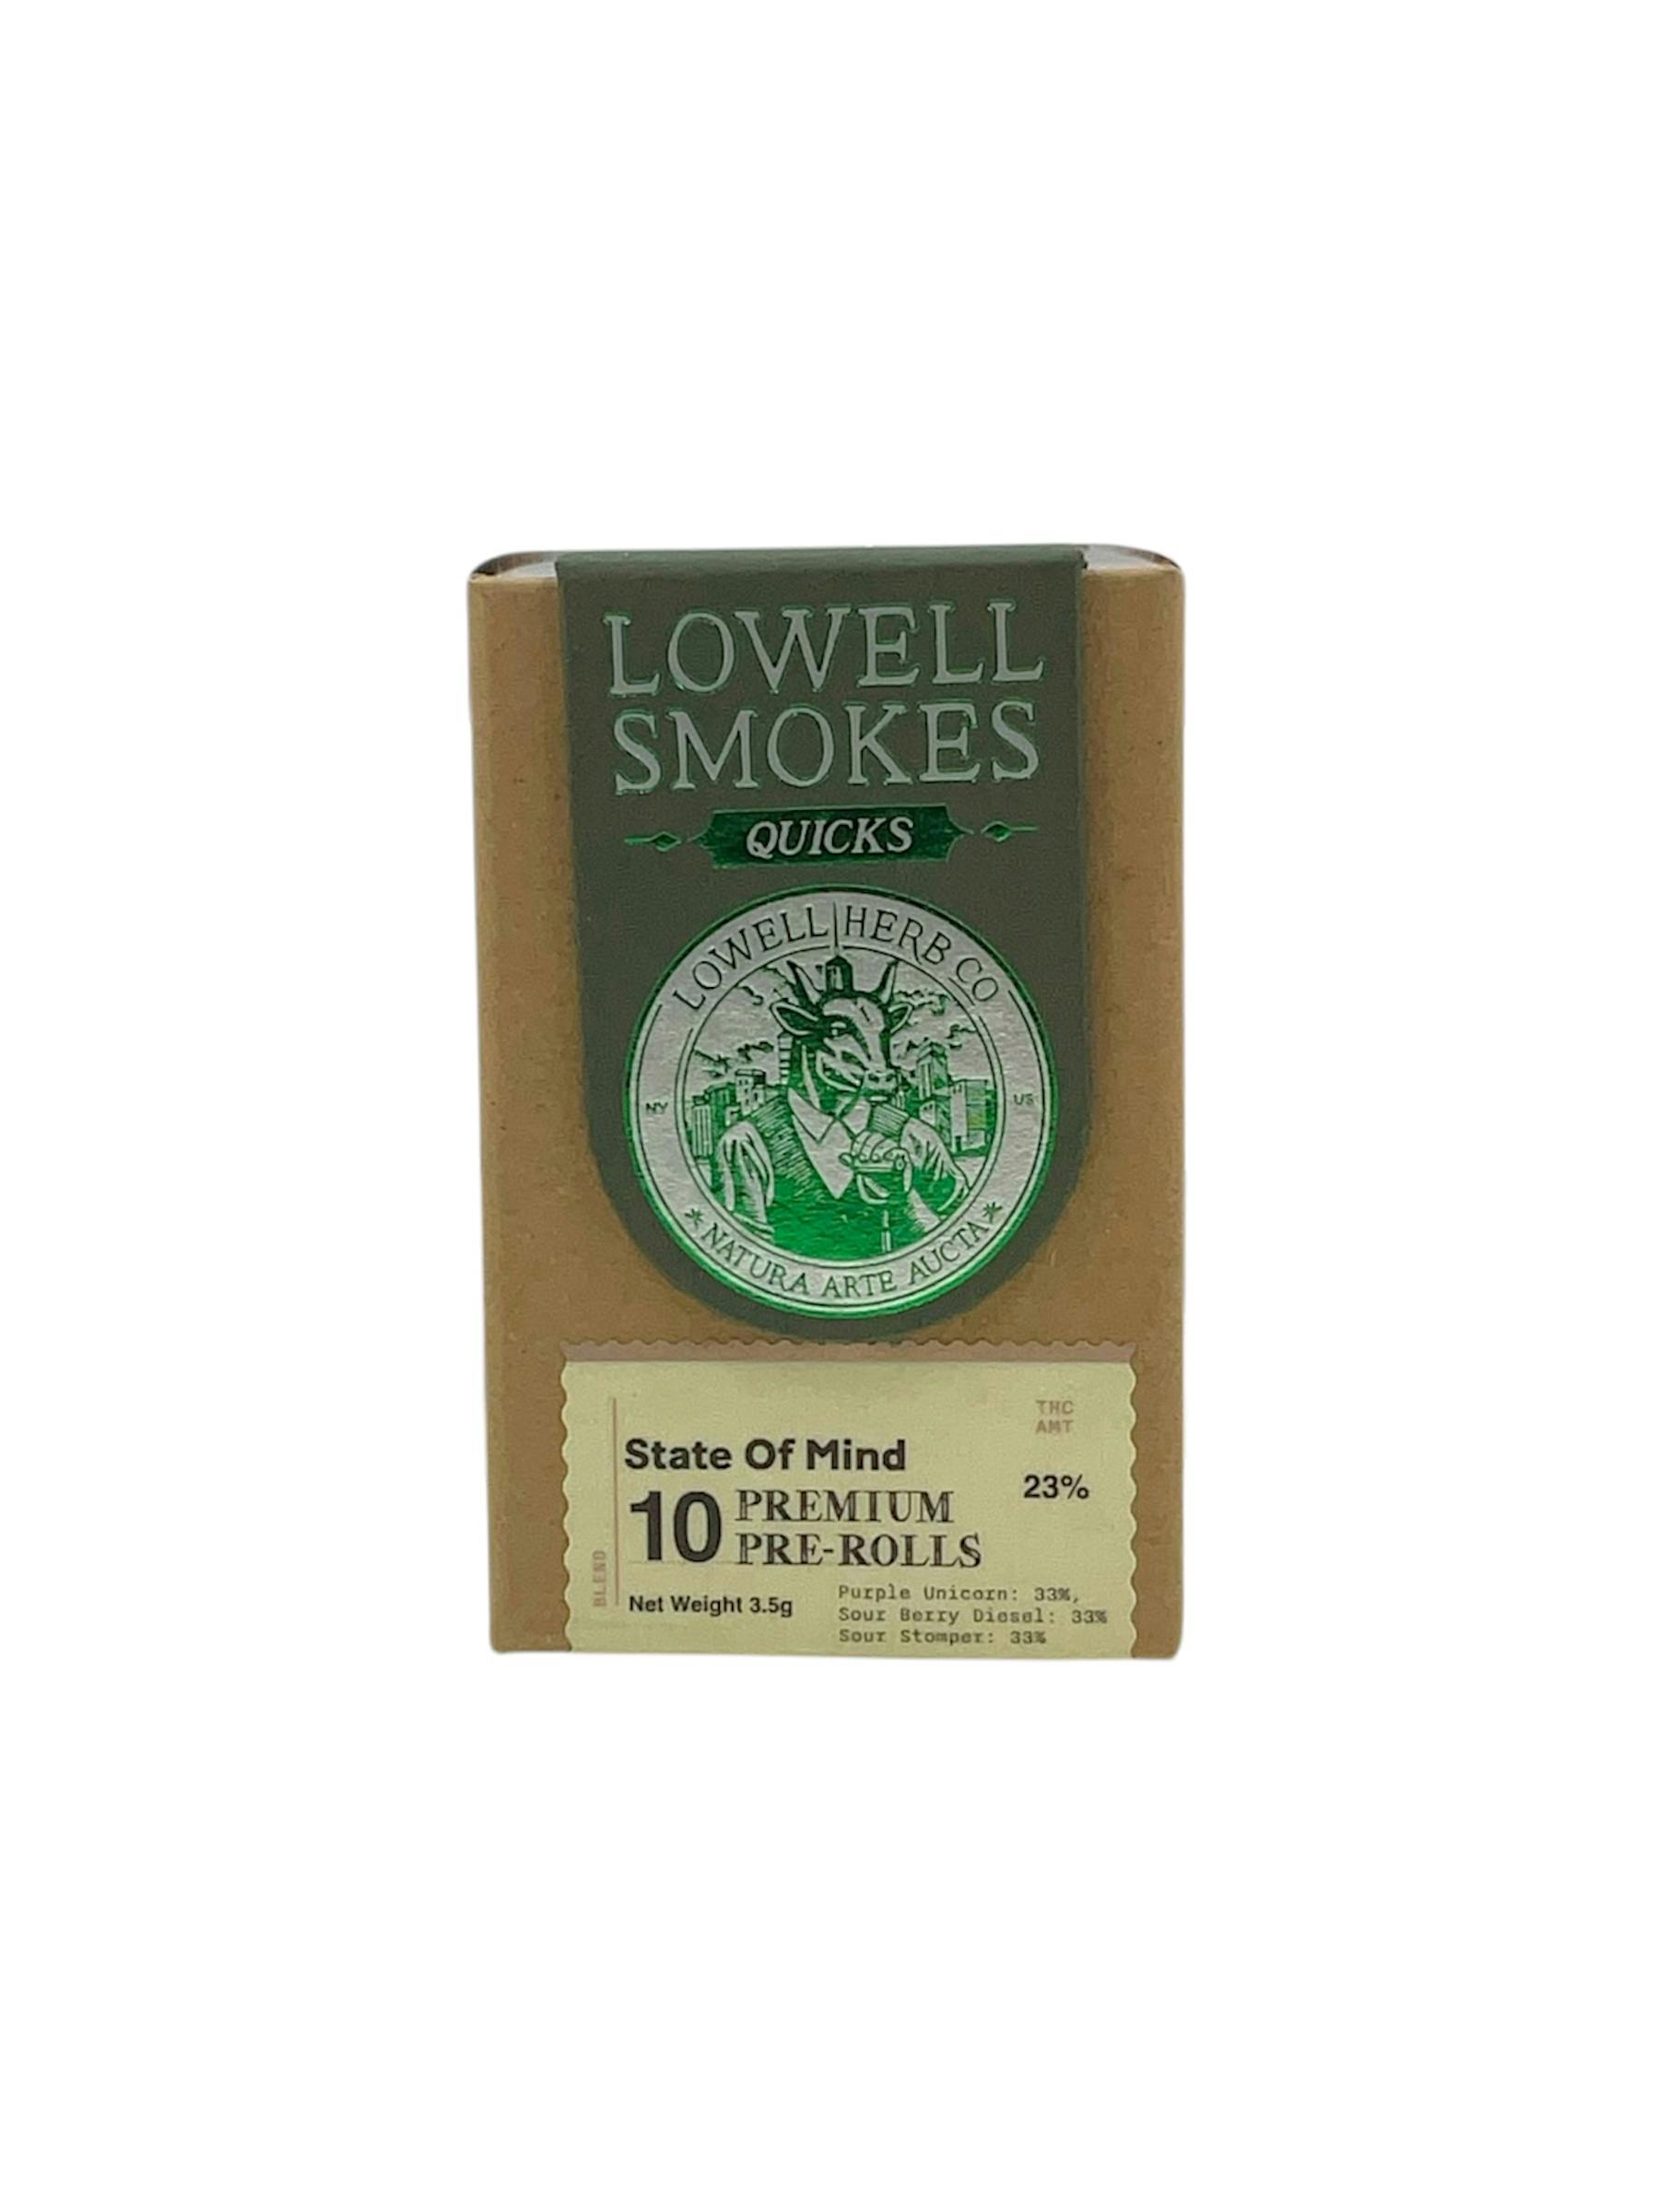 LOWELL
SMOKES
QUICKS
LOWELL HERB CO
NY
US
* NATURA ARTE AUCTA *
THC
AMT
State Of Mind
23%
10 PREMIUM
PRE-ROLLS
BLEND
Net Weight 3.5g
Purple Unicorn: 33%,
Sour Berry Diesel: 33%
Sour Stomper: 33%